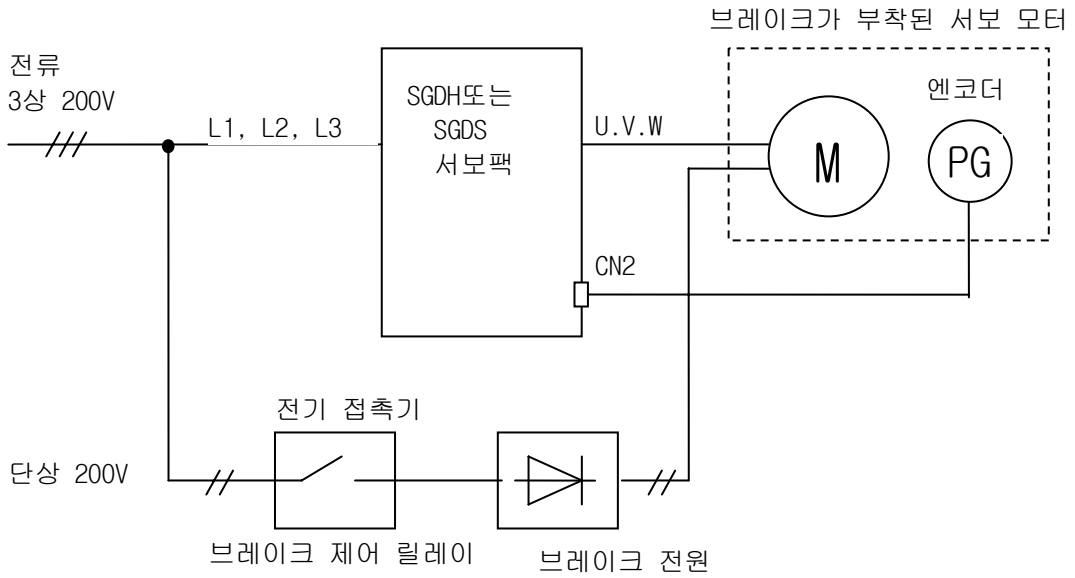 브레이크가 부착된 서보 모터
전류
3상 200V
L1, L2, L3
SGDH또는
SGDS
서보팩
U.V.W
엔코더
M
PG
CN2
전기 접촉기
단상 200V
브레이크 제어 릴레이
브레이크 전원